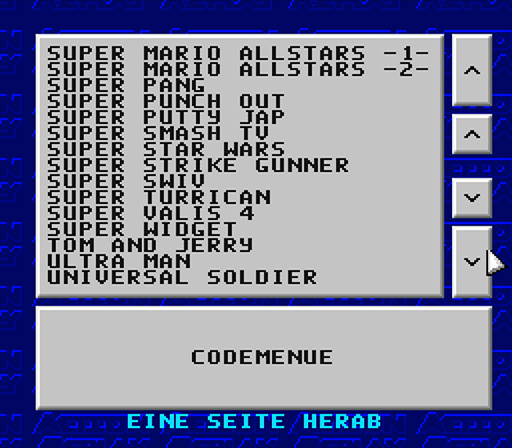 SUPER MARIO ALLSTARS -1-
SUPER MARIO ALLSTARS -2-
SUPER PANG
SUPER PUNCH OUT
SUPER PUTTY JAP
SUPER SMASH TV
SUPER STAR WARS
SUPER STRIKE GUNNER
SUPER SWIV
SUPER TURRICAN
SUPER VALIS 4
SUPER WIDGET
TOM AND JERRY
ULTRA MAN
UNIVERSAL SOLDIER
CODEMENUE
EINE SEITE HERAB